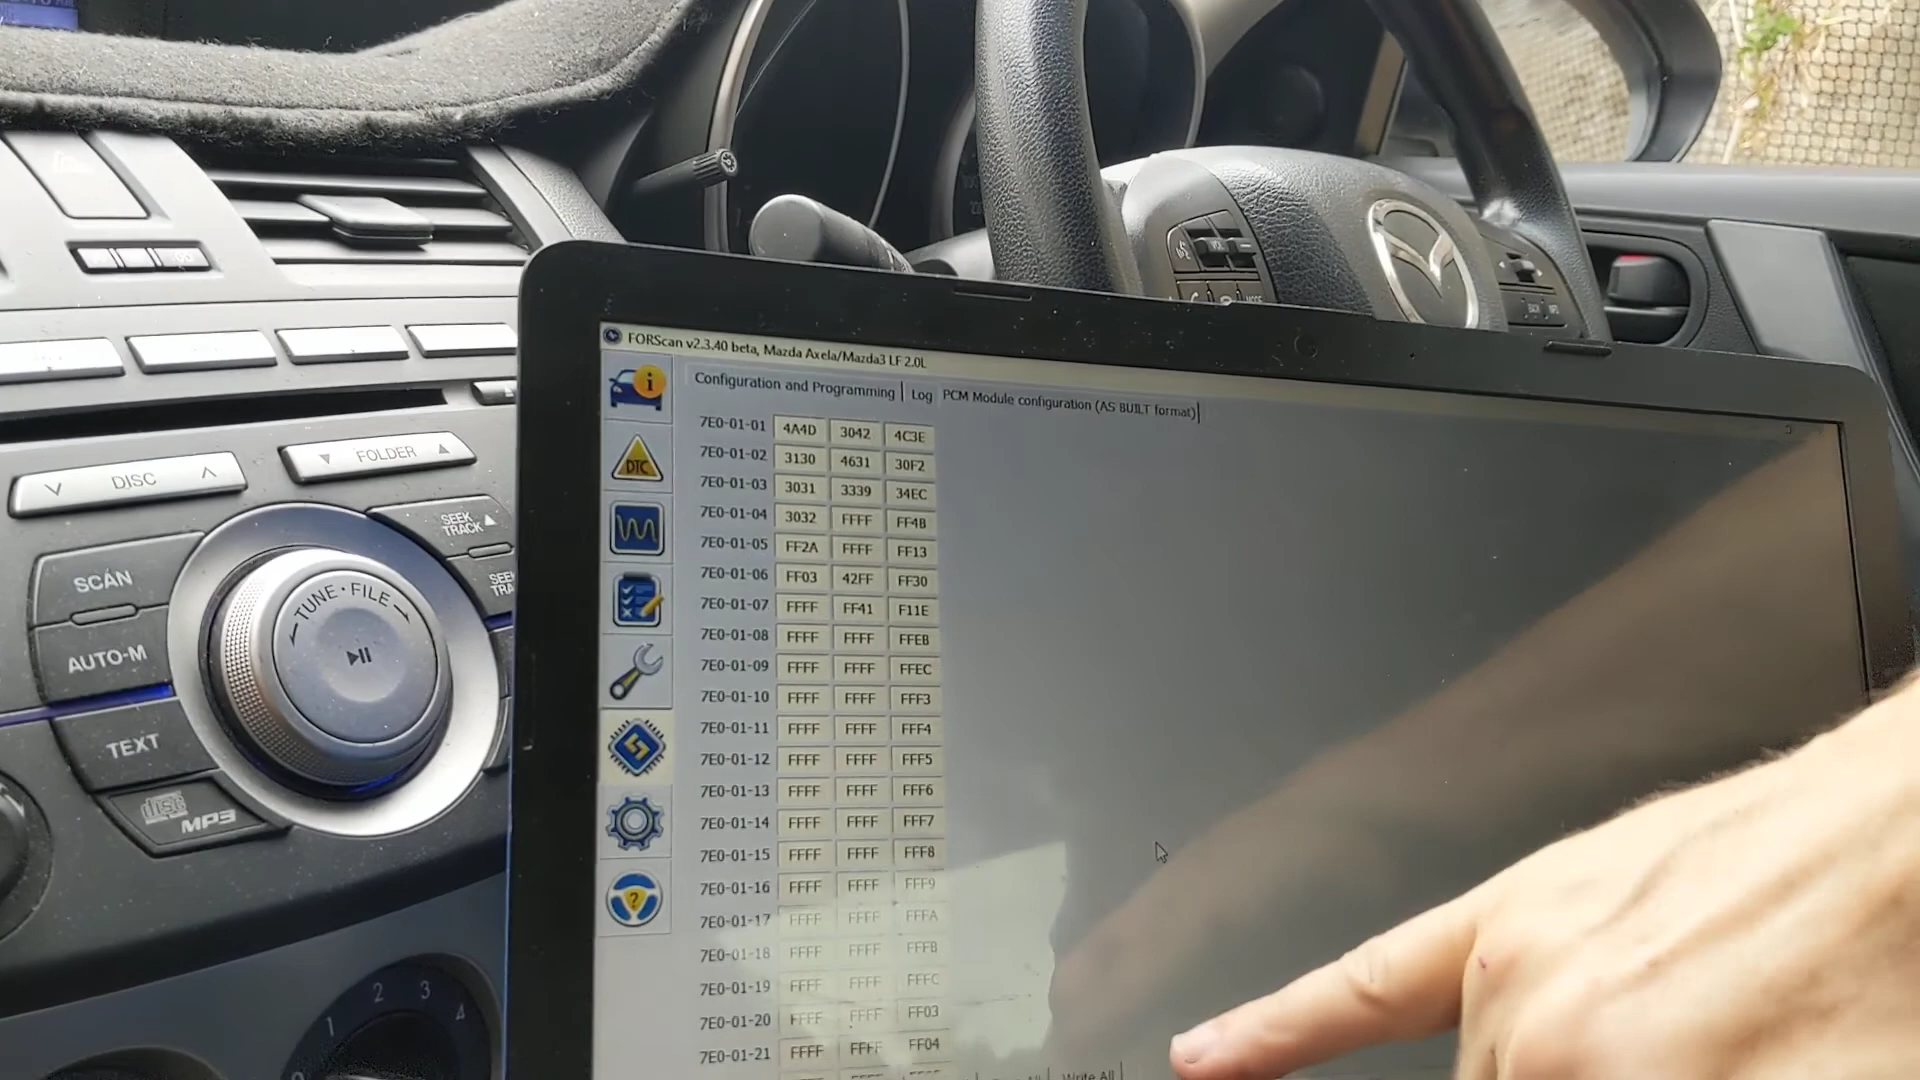 FORScan v2.3.40 beta, Mazda Axela/Mazda3 LF 2.0L
Configuration and Programming Log PCM Module configuration (AS BUILT format)
7E0-01-01 4A4D 3042 4C3E
7E0-01-02 3130 4631 30F2
7E0-01-03 3031 3339 34EC
7E0-01-04 3032 FFFF FF4B
7E0-01-05 FF2A FFFF FF13
7E0-01-06 FF03 42FF FF30
7E0-01-07 FFFF FF41 F11E
7E0-01-08 FFFF FFFF FFEB
7E0-01-09 FFFF FFFF FFEC
7E0-01-10 FFFF FFFF FFF3
7E0-01-11 FFFF FFFF FFF4
7E0-01-12 FFFF FFFF FFF5
7E0-01-13 FFFF FFFF FFF6
7E0-01-14 FFFF FFFF FFF7
7E0-01-15 FFFF FFFF FFF8
7E0-01-16 FFFF FFFF FFF9
7E0-01-17 FFFF FFFF FFFA
7E0-01-18 FFFF FFFF FFFB
7E0-01-19 FFFF FFFF FFFC
7E0-01-20 FFFF FFFF FF03
7E0-01-21 FFFF FFFF FF04
Write All
i
DTC
?
DISC
FOLDER
SEEK
TRACK
SCAN
TUNE·FILE
AUTO-M
TEXT
disc
MP3
1 2 3 4
MODE